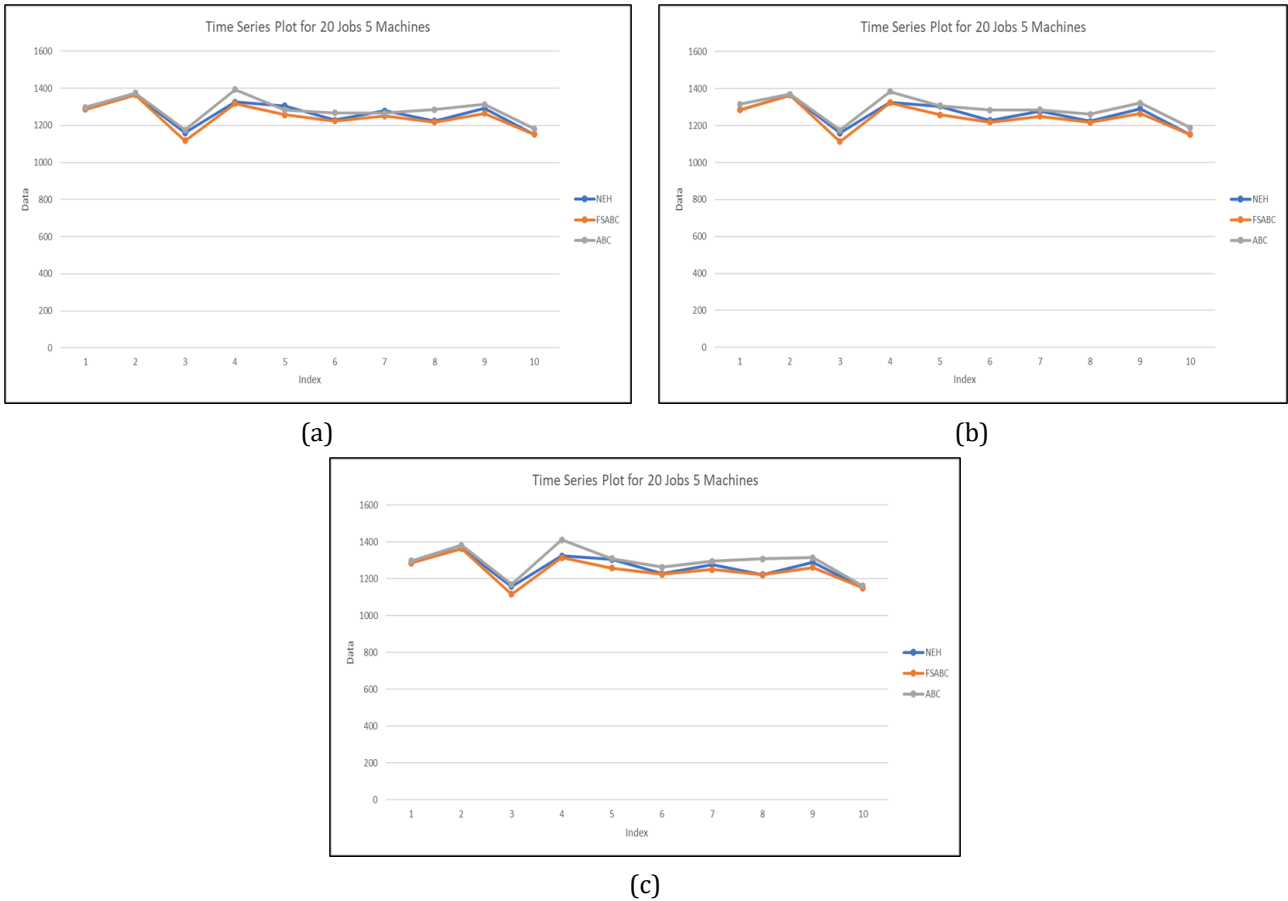 Time Series Plot for 20 Jobs 5 Machines
1600
1400
1200
1000
800
600
400
200
0
Data
1 2 3 4 5 6 7 8 9 10
Index
NEH
FSABC
ABC
(a)
Time Series Plot for 20 Jobs 5 Machines
1600
1400
1200
1000
800
600
400
200
0
Data
1 2 3 4 5 6 7 8 9 10
Index
NEH
FSABC
ABC
(b)
Time Series Plot for 20 Jobs 5 Machines
1600
1400
1200
1000
800
600
400
200
0
Data
1 2 3 4 5 6 7 8 9 10
Index
NEH
FSABC
ABC
(c)